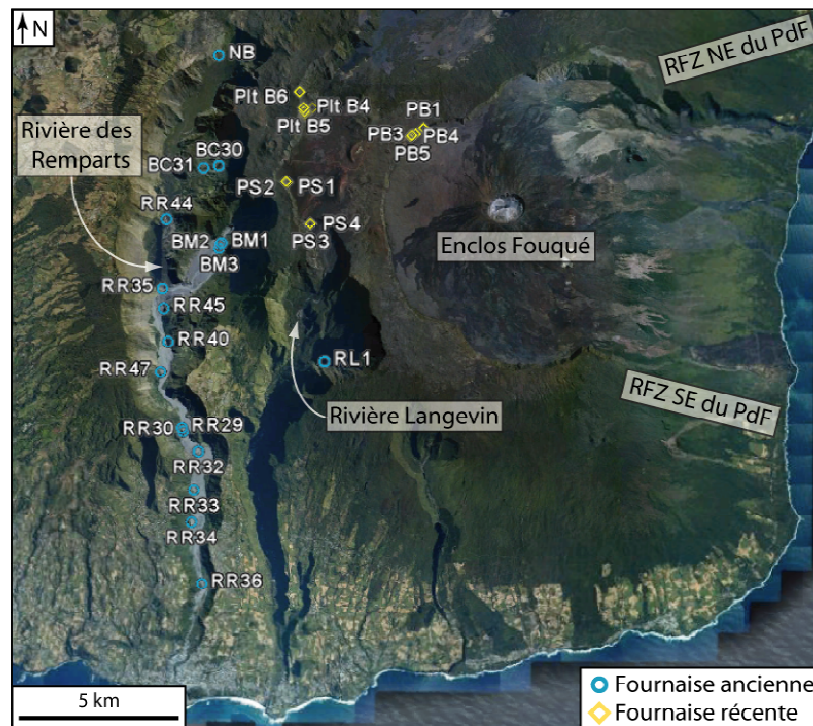 N
NB
RFZ NE du PdF
Plt B6
Plt B4
Plt B5
PB1
PB3
PB4
PB5
Rivière des
Remparts
BC30
BC31
PS2
PS1
RR44
PS4
PS3
BM2
BM1
BM3
Enclos Fouqué
RR35
RR45
RR40
RL1
RR47
RFZ SE du PdF
Rivière Langevin
RR30
RR29
RR32
RR33
RR34
RR36
5 km
Fournaise ancienne
Fournaise récente